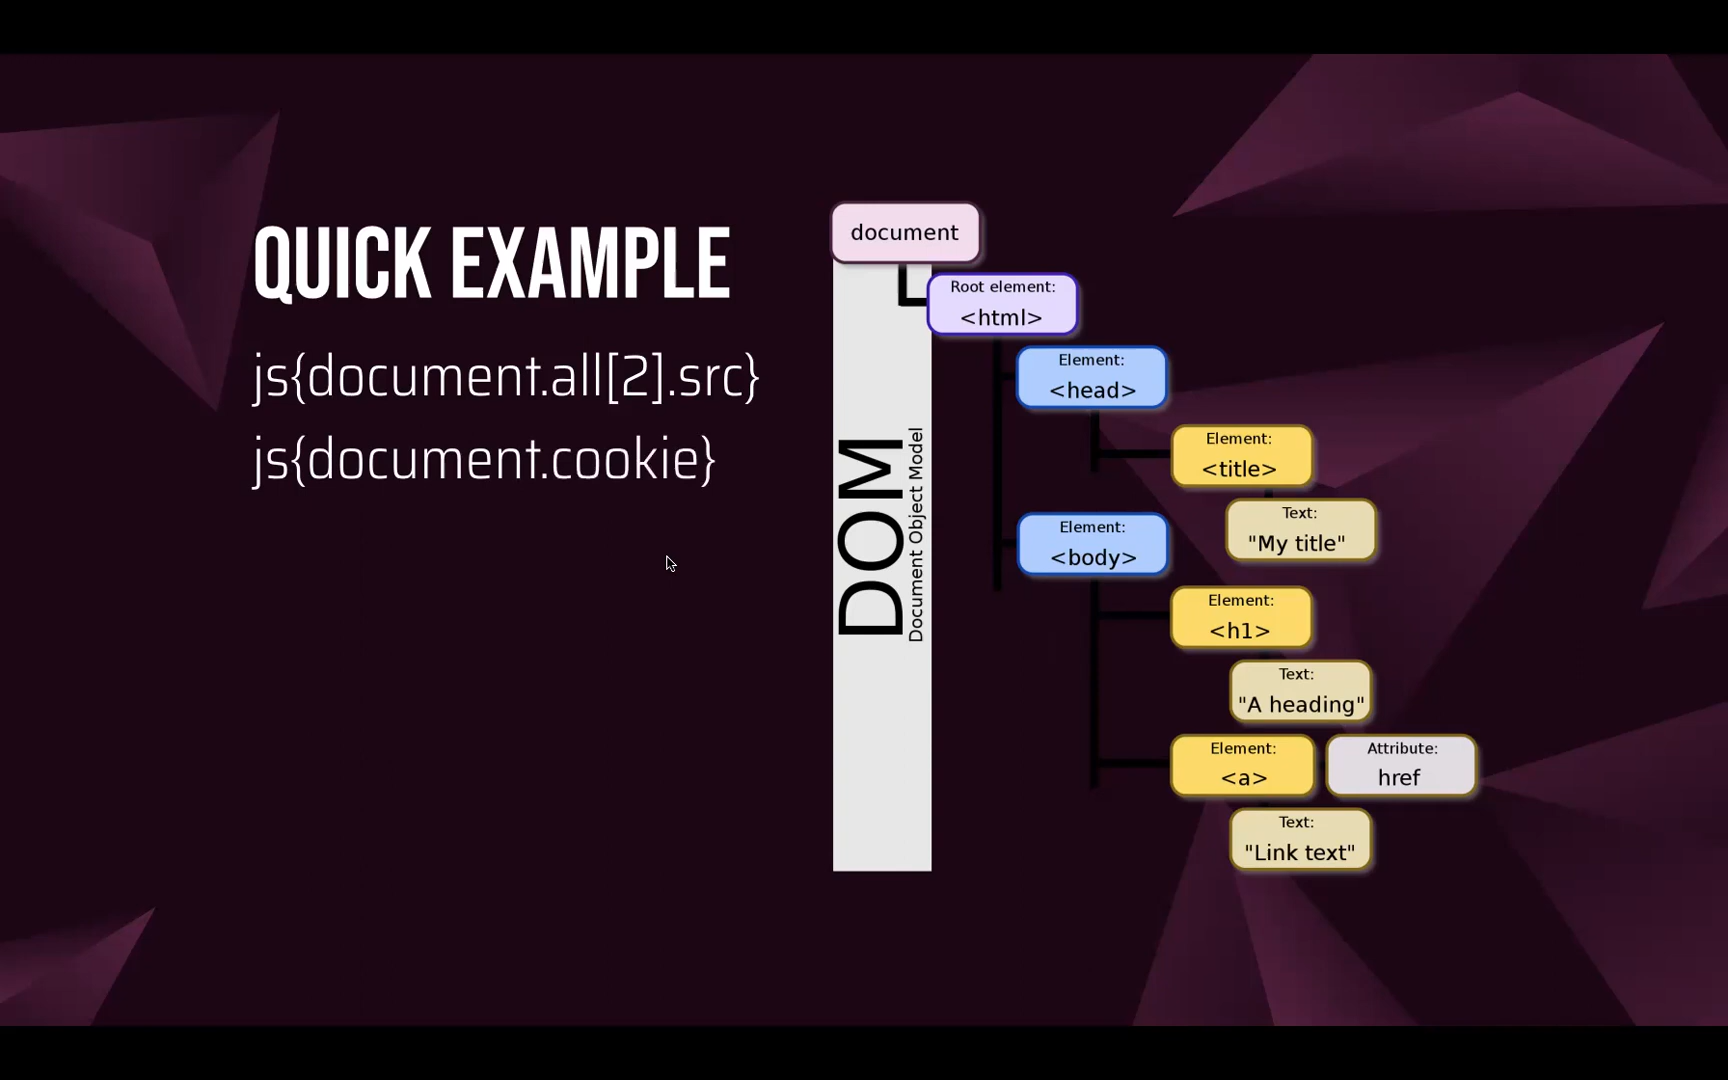 QUICK EXAMPLE
js{document.all[2].src}
js{document.cookie}
DOM
Document Object Model
document
Root element:
<html>
Element:
<head>
Element:
<title>
Text:
"My title"
Element:
<body>
Element:
<h1>
Text:
"A heading"
Element:
<a>
Attribute:
href
Text:
"Link text"